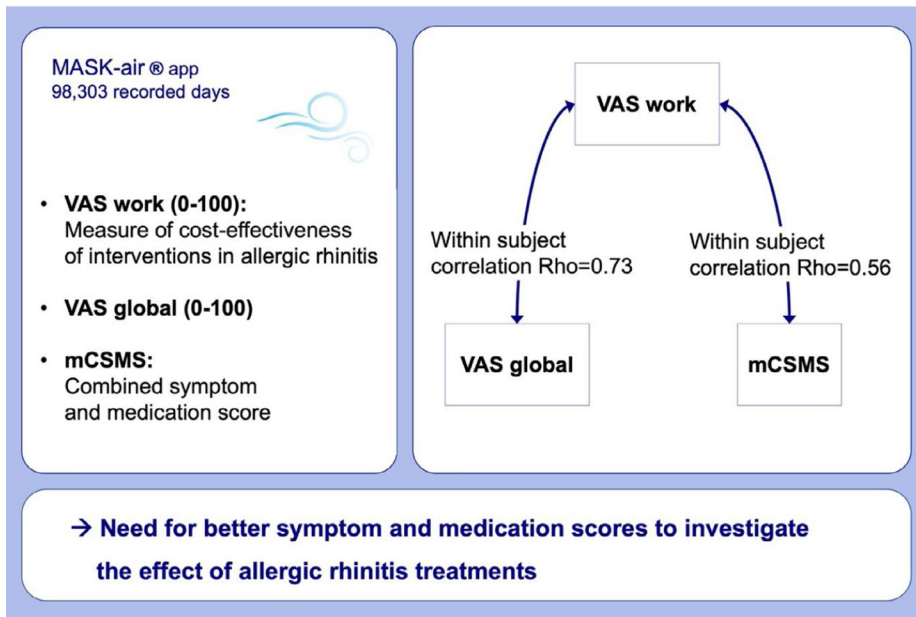 MASK-air ® app
98,303 recorded days
• VAS work (0-100):
Measure of cost-effectiveness
of interventions in allergic rhinitis
• VAS global (0-100)
• mCSMS:
Combined symptom
and medication score
VAS work
Within subject
correlation Rho=0.73
Within subject
correlation Rho=0.56
VAS global
mCSMS
→ Need for better symptom and medication scores to investigate
the effect of allergic rhinitis treatments